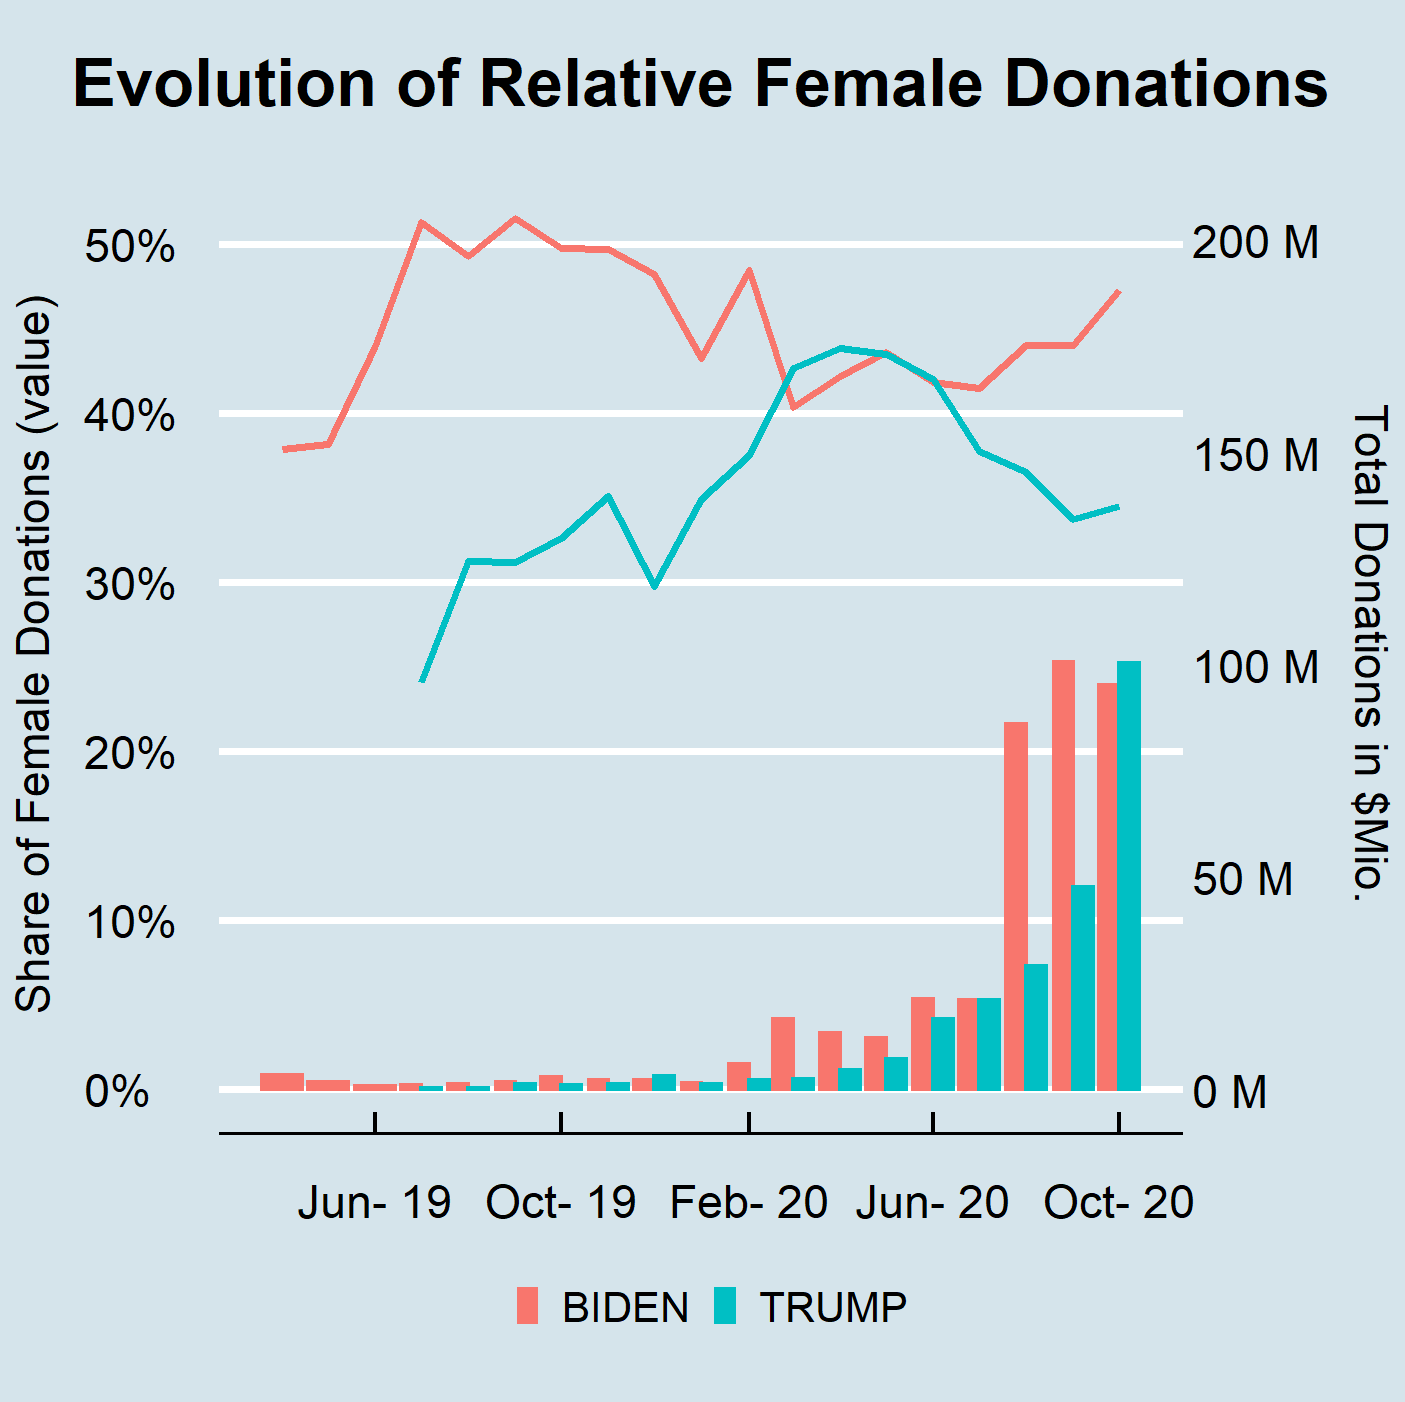 Evolution of Relative Female Donations
Share of Female Donations (value)
50%
40%
30%
20%
10%
0%
200 M
150 M
100 M
50 M
0 M
Total Donations in $Mio.
Jun- 19 Oct- 19 Feb- 20 Jun- 20 Oct- 20
BIDEN TRUMP